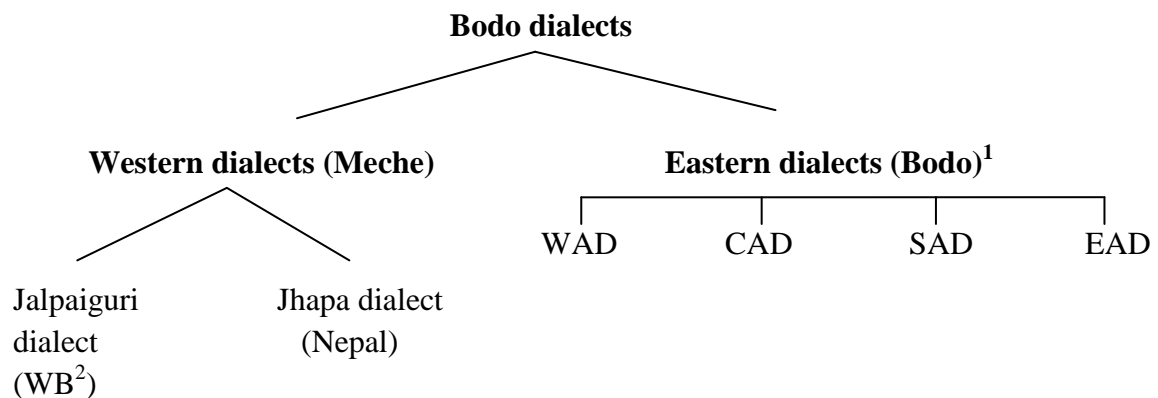 Bodo dialects
Western dialects (Meche)
Eastern dialects (Bodo)¹
WAD CAD SAD EAD
Jalpaiguri
dialect
(WB²)
Jhapa dialect
(Nepal)